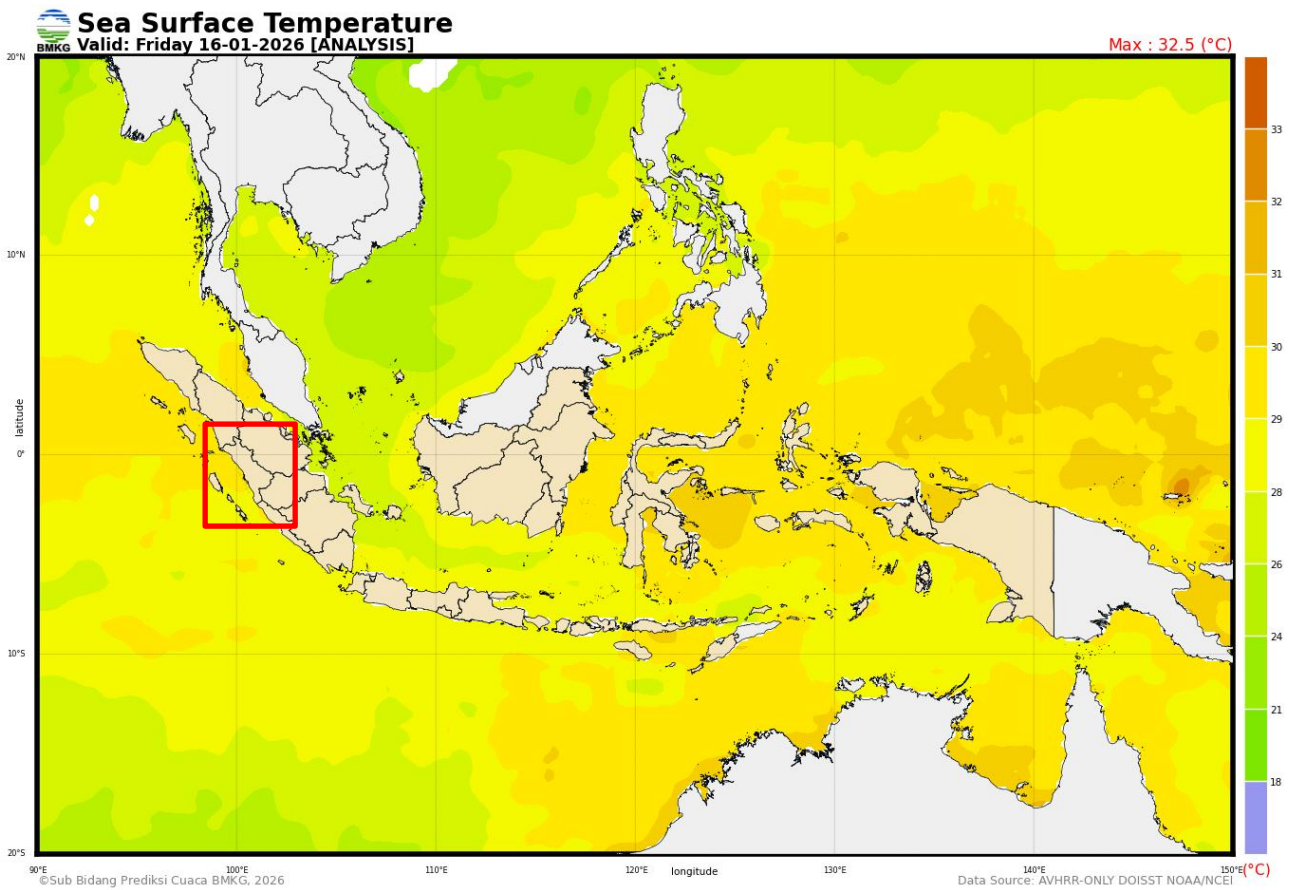 Sea Surface Temperature
BMKG
Valid: Friday 16-01-2026 [ANALYSIS]
Max : 32.5 (°C)
20°N
10°N
0°
10°S
20°S
latitude
33
32
31
30
29
28
26
24
21
18
(°C)
90°E
100°E
110°E
120°E
longitude
130°E
140°E
150°E
©Sub Bidang Prediksi Cuaca BMKG, 2026
Data Source: AVHRR-ONLY DOISST NOAA/NCEI